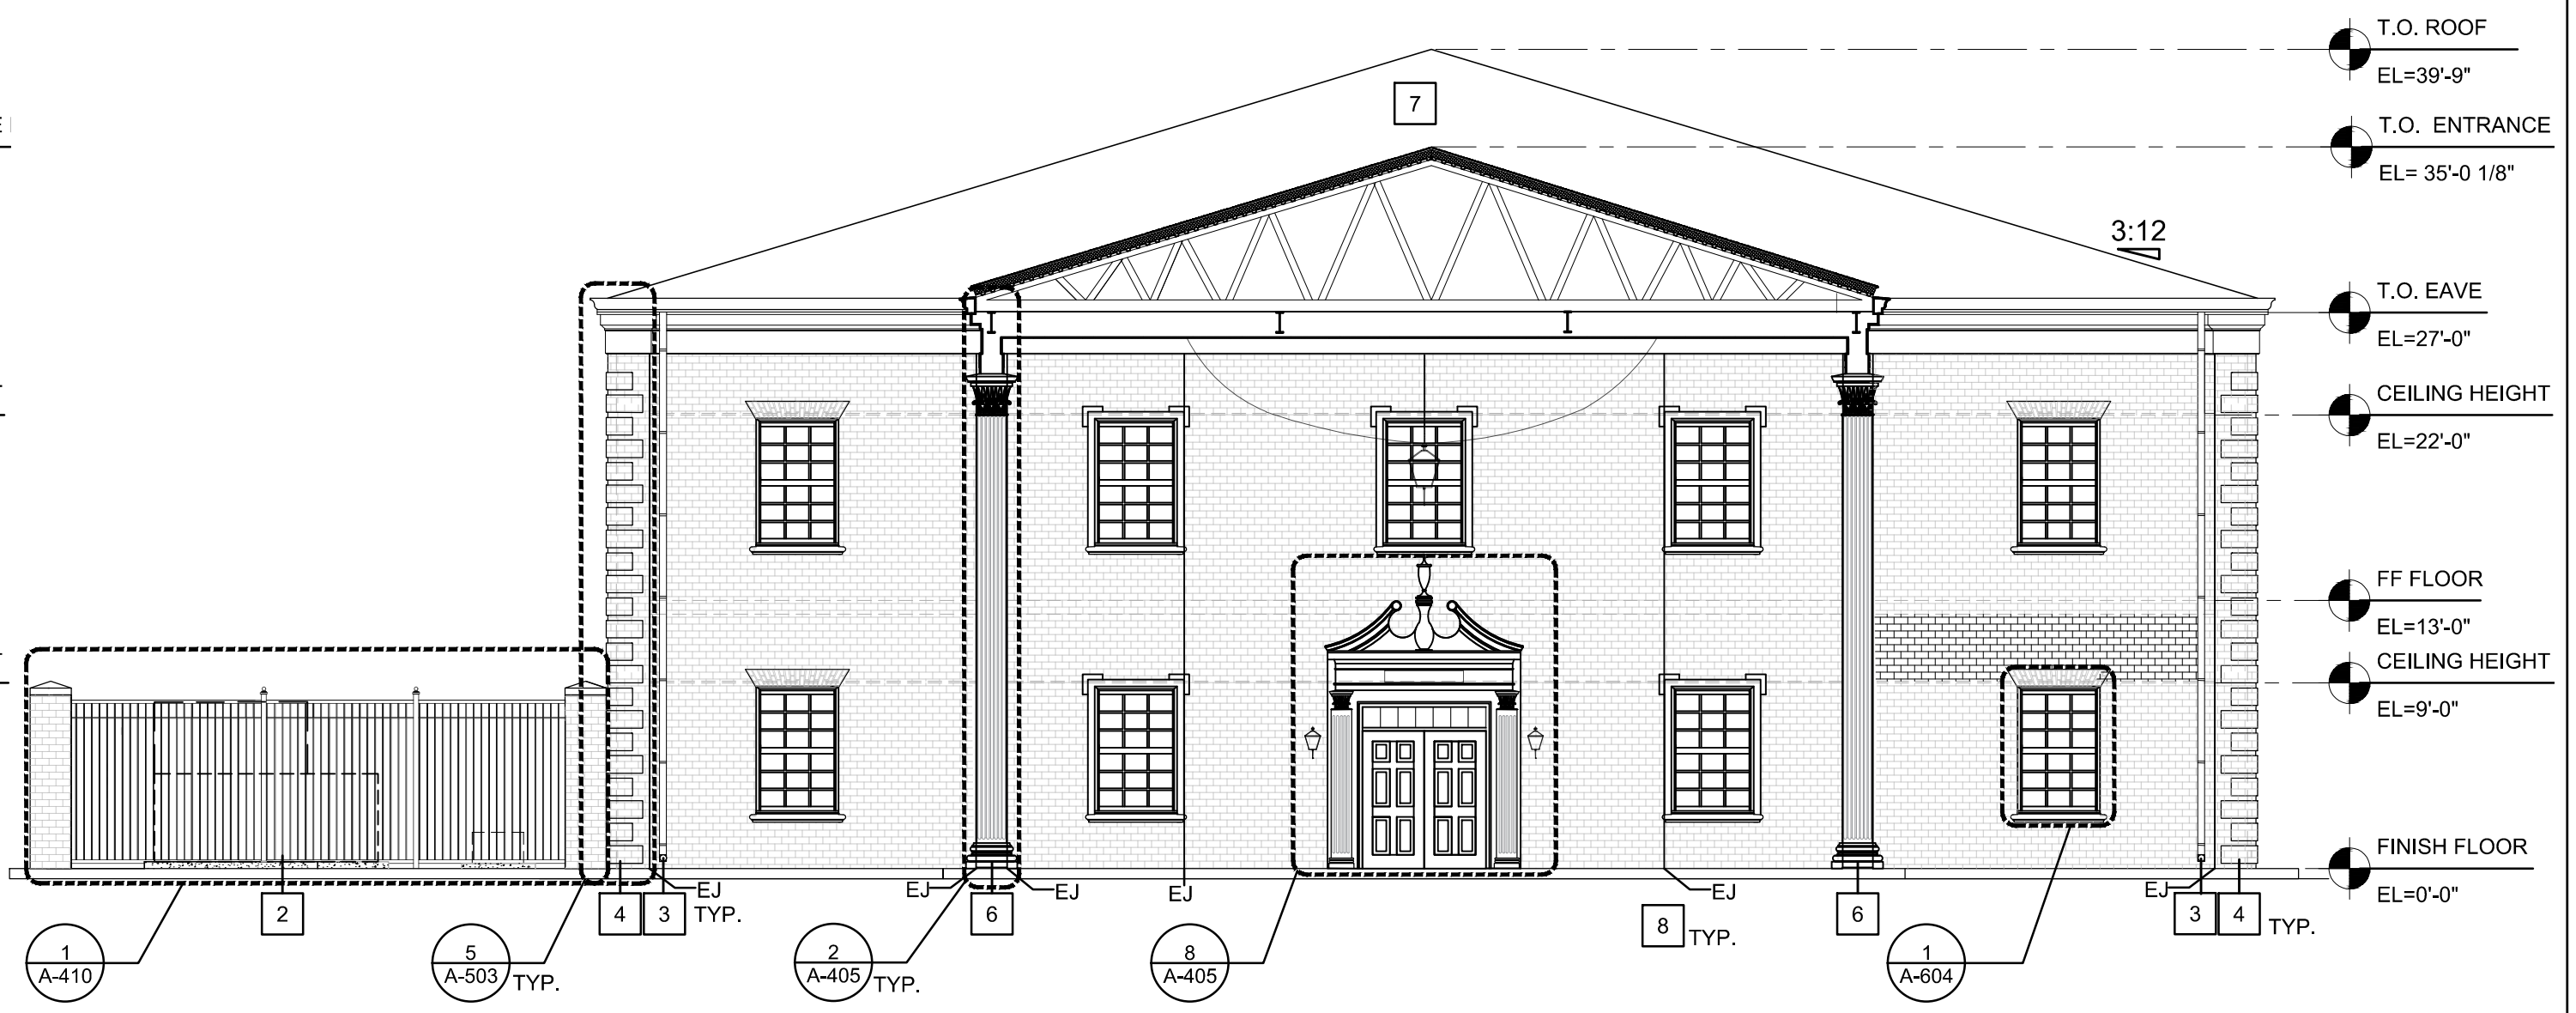 T.O. ROOF
EL=39'-9"
7
T.O. ENTRANCE
EL= 35'-0 1/8"
3:12
T.O. EAVE
EL=27'-0"
CEILING HEIGHT
EL=22'-0"
FF FLOOR
EL=13'-0"
CEILING HEIGHT
EL=9'-0"
FINISH FLOOR
EL=0'-0"
EJ
EJ
EJ
EJ
EJ
EJ
2
4
3
TYP.
6
8
TYP.
6
3
4
TYP.
1
A-410
5
A-503
TYP.
2
A-405
TYP.
8
A-405
1
A-604